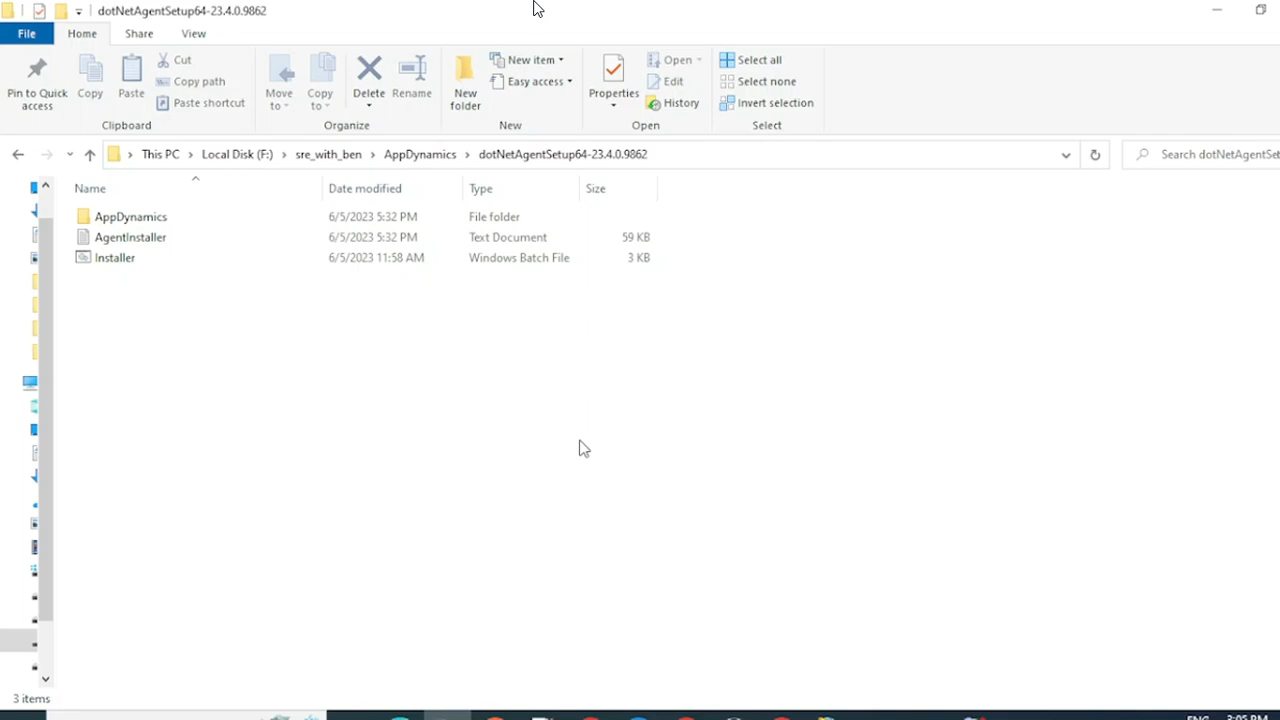 dotNetAgentSetup64-23.4.0.9862
File Home Share View
Pin to Quick access
Copy
Paste
Cut
Copy path
Paste shortcut
Clipboard
Move to
Copy to
Delete
Rename
Organize
New folder
New item
Easy access
New
Properties
Open
Edit
History
Open
Select all
Select none
Invert selection
Select
This PC › Local Disk (F:) › sre_with_ben › AppDynamics › dotNetAgentSetup64-23.4.0.9862
Search dotNetAgentSet
Name Date modified Type Size
AppDynamics 6/5/2023 5:32 PM File folder
AgentInstaller 6/5/2023 5:32 PM Text Document 59 KB
Installer 6/5/2023 11:58 AM Windows Batch File 3 KB
3 items
ENG 3:05 PM